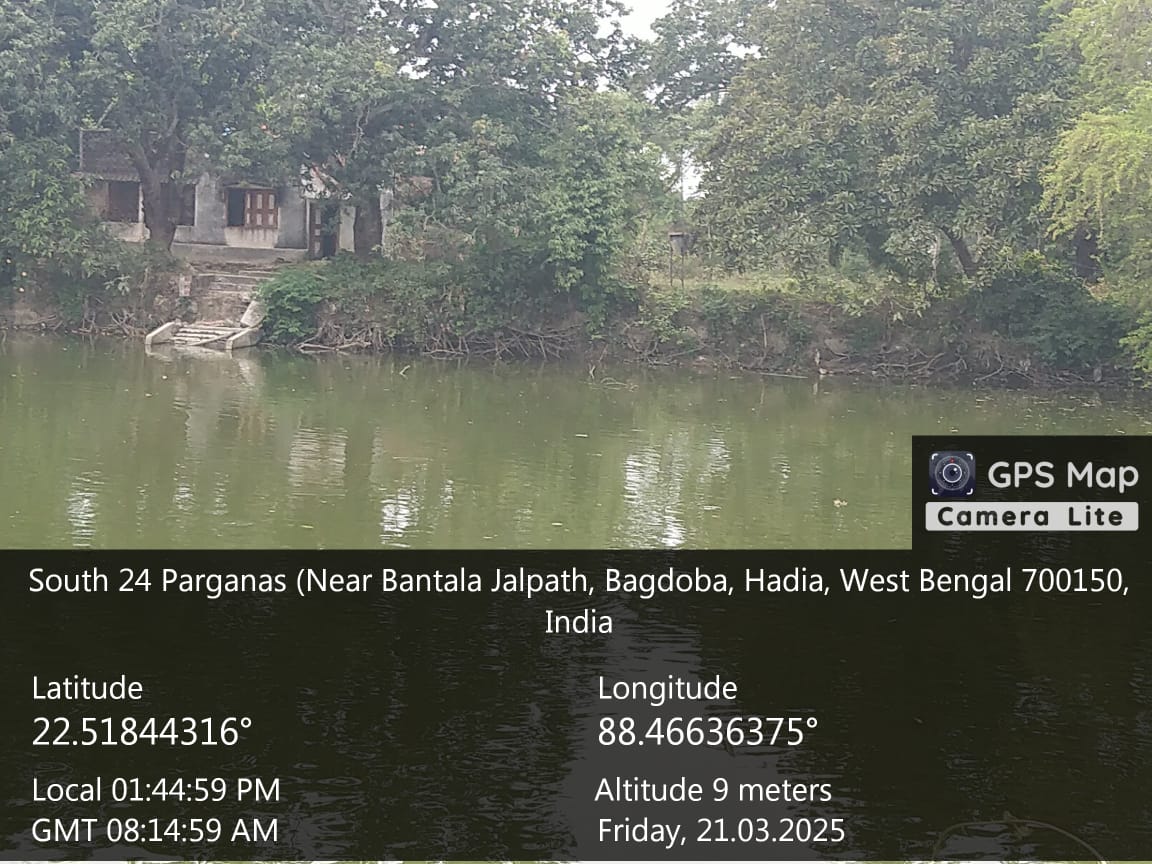 GPS Map
Camera Lite
South 24 Parganas (Near Bantala Jalpath, Bagdoba, Hadia, West Bengal 700150,
India
Latitude
22.51844316°
Longitude
88.46636375°
Local 01:44:59 PM
GMT 08:14:59 AM
Altitude 9 meters
Friday, 21.03.2025